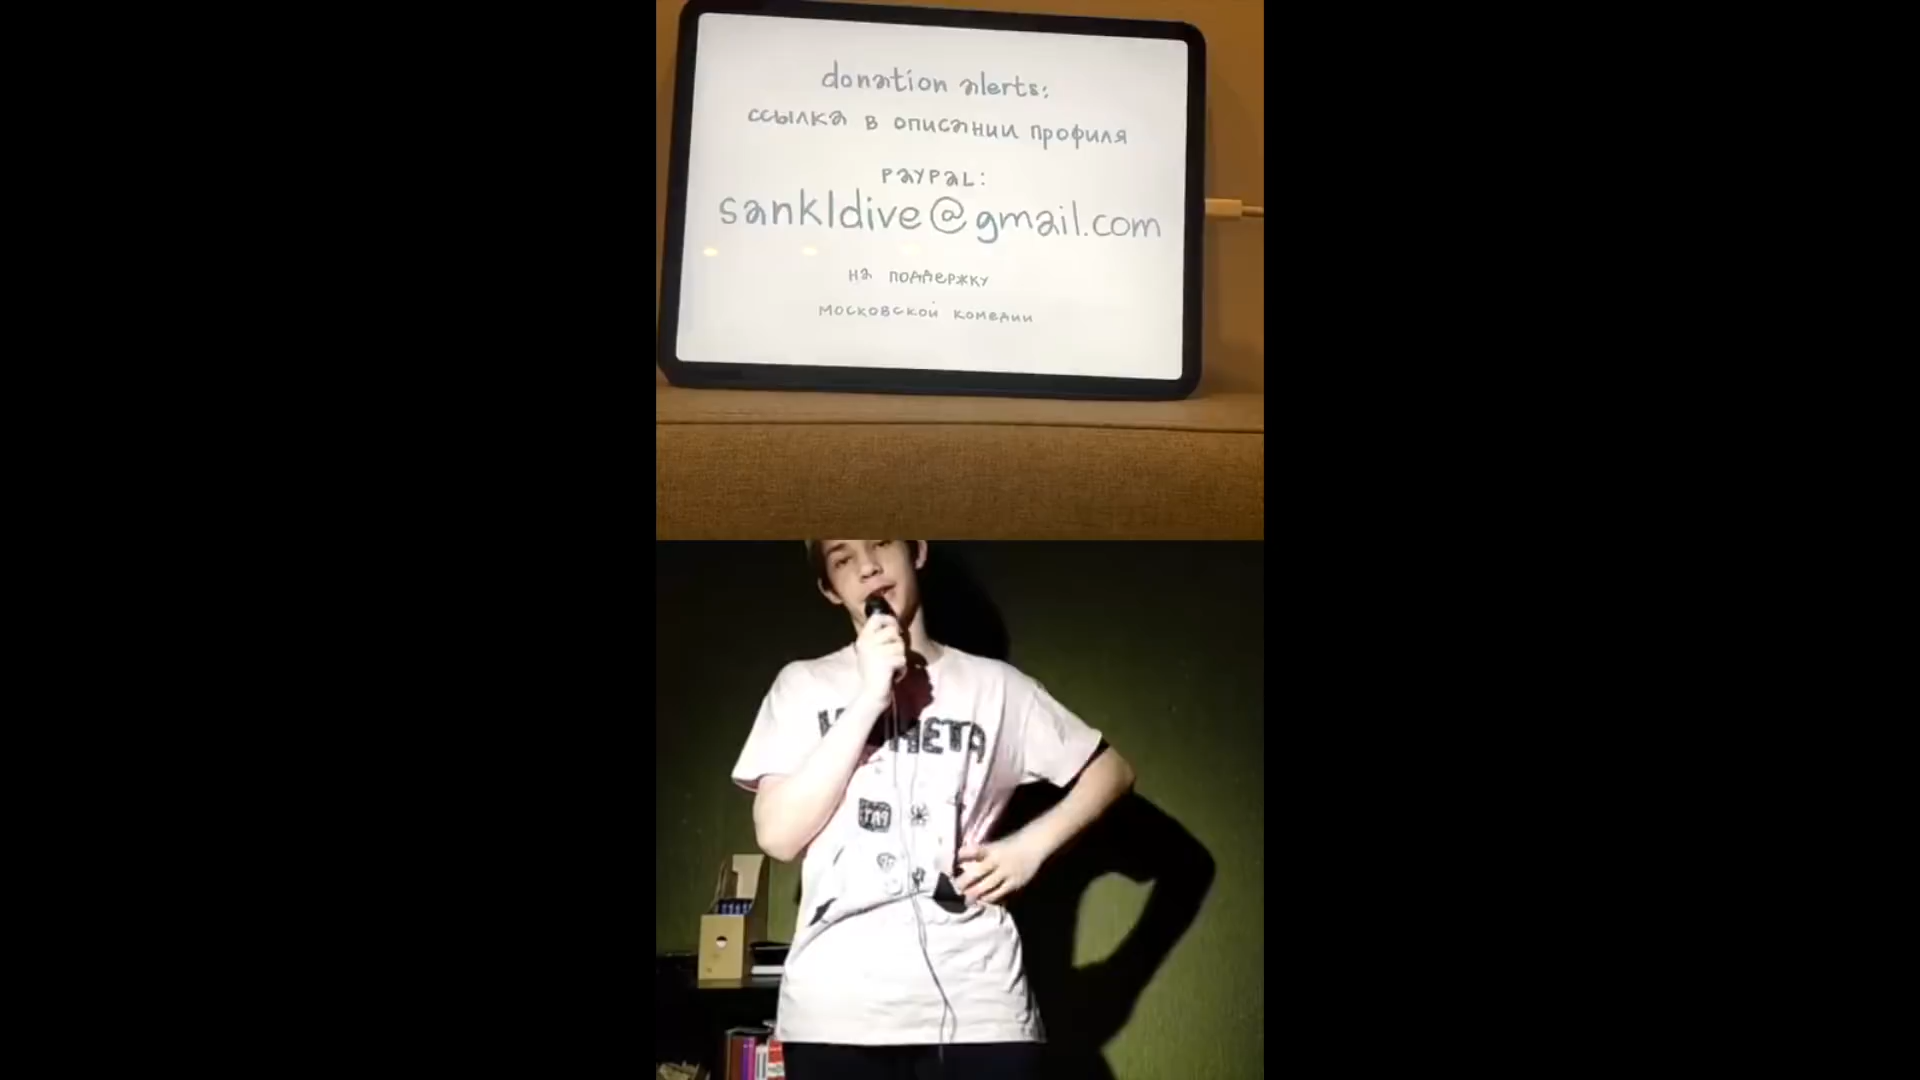 donation alerts:
ссылка в описании профиля
PAYPAL:
sankldive@gmail.com
на поддержку
московской комедии